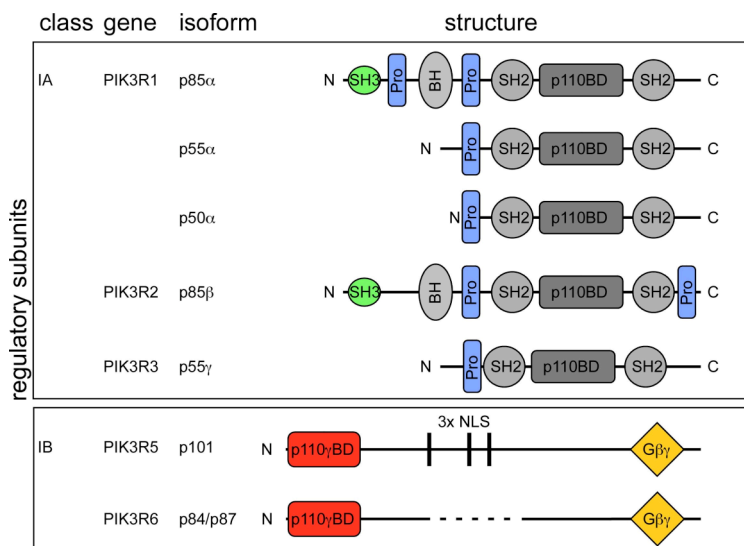 class gene isoform structure
regulatory subunits
IA PIK3R1 p85α N SH3 Pro BH Pro SH2 p110BD SH2 C
p55α N Pro SH2 p110BD SH2 C
p50α N Pro SH2 p110BD SH2 C
PIK3R2 p85β N SH3 BH Pro SH2 p110BD SH2 Pro C
PIK3R3 p55γ N Pro SH2 p110BD SH2 C
3x NLS
IB PIK3R5 p101 N p110γBD Gβγ
PIK3R6 p84/p87 N p110γBD Gβγ